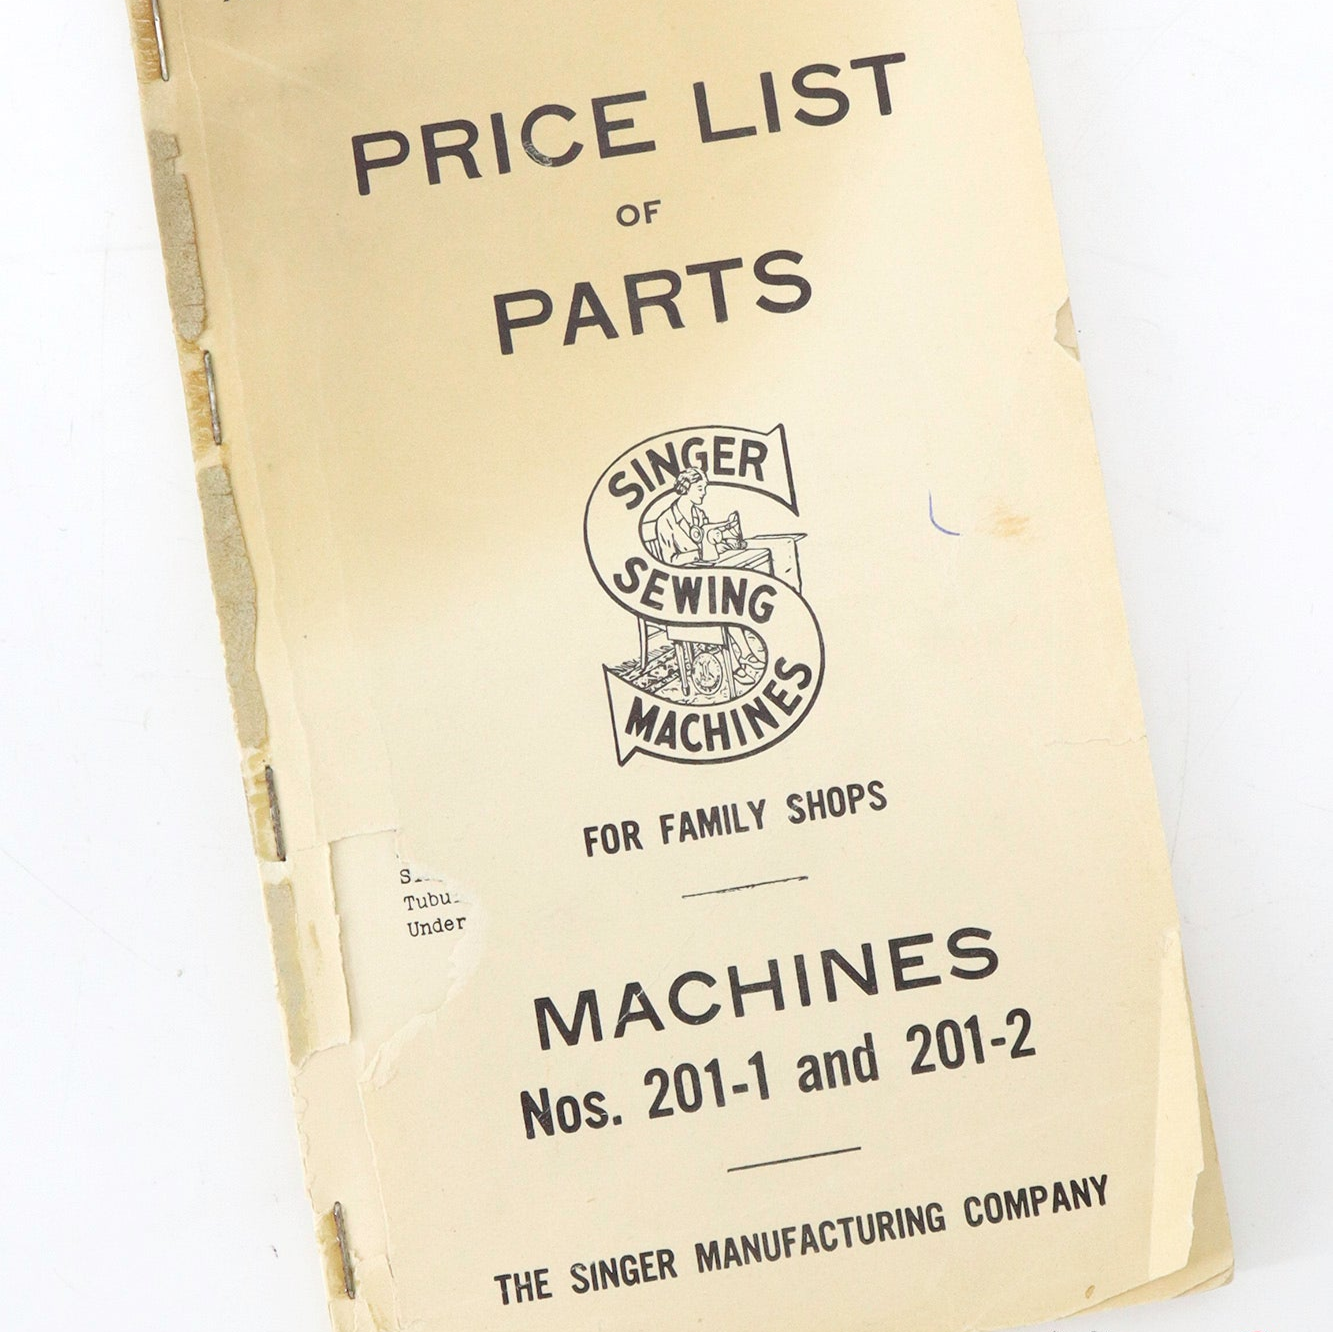 PRICE LIST
OF
PARTS
SINGER
SEWING
MACHINES
FOR FAMILY SHOPS
Under
MACHINES
Nos. 201-1 and 201-2
THE SINGER MANUFACTURING COMPANY